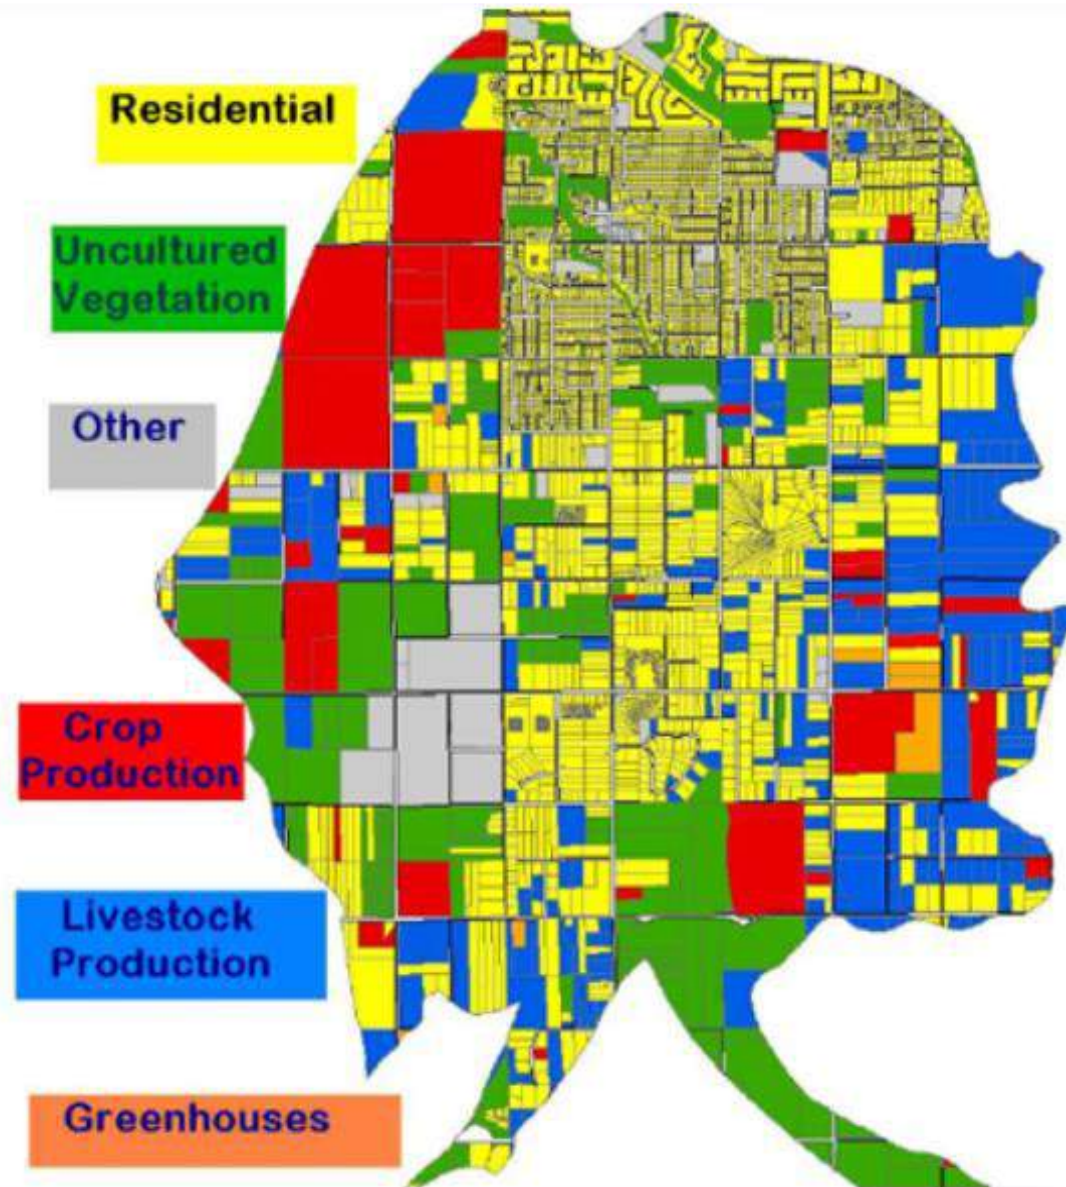 Residential
Uncultured
Vegetation
Other
Crop
Production
Livestock
Production
Greenhouses